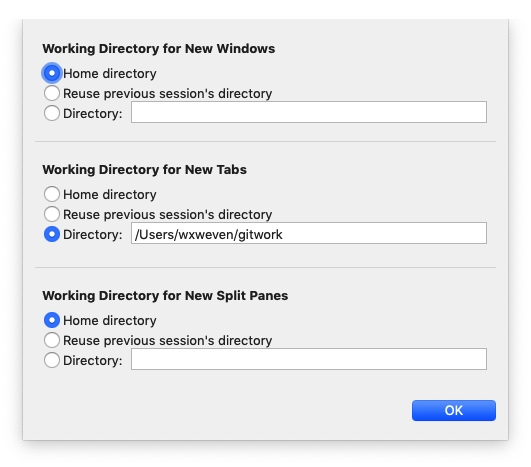 Working Directory for New Windows
Home directory
Reuse previous session's directory
Directory:
Working Directory for New Tabs
Home directory
Reuse previous session's directory
Directory: /Users/wxweven/gitwork
Working Directory for New Split Panes
Home directory
Reuse previous session's directory
Directory:
OK